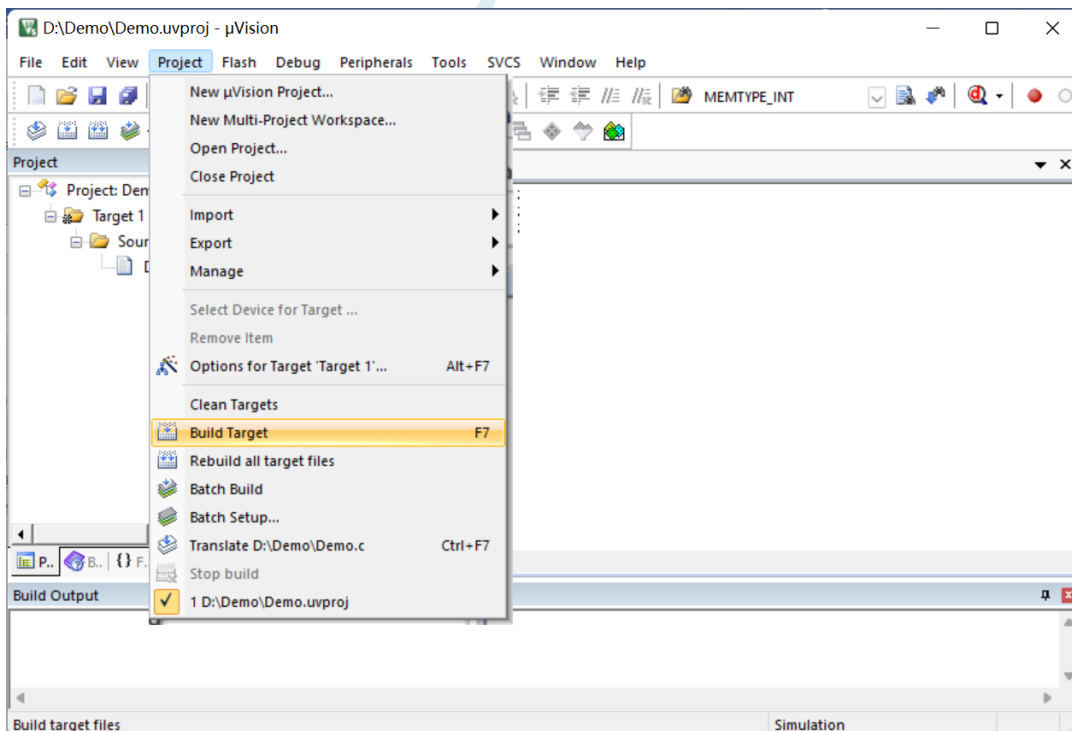 D:\Demo\Demo.uvproj - µVision
File Edit View Project Flash Debug Peripherals Tools SVCS Window Help
MEMTYPE_INT
Project
Project: Dem
Target 1
Sour
New µVision Project...
New Multi-Project Workspace...
Open Project...
Close Project
Import
Export
Manage
Select Device for Target ...
Remove Item
Options for Target 'Target 1'... Alt+F7
Clean Targets
Build Target F7
Rebuild all target files
Batch Build
Batch Setup...
Translate D:\Demo\Demo.c Ctrl+F7
Stop build
1 D:\Demo\Demo.uvproj
P.. B.. {} F.
Build Output
Build target files Simulation